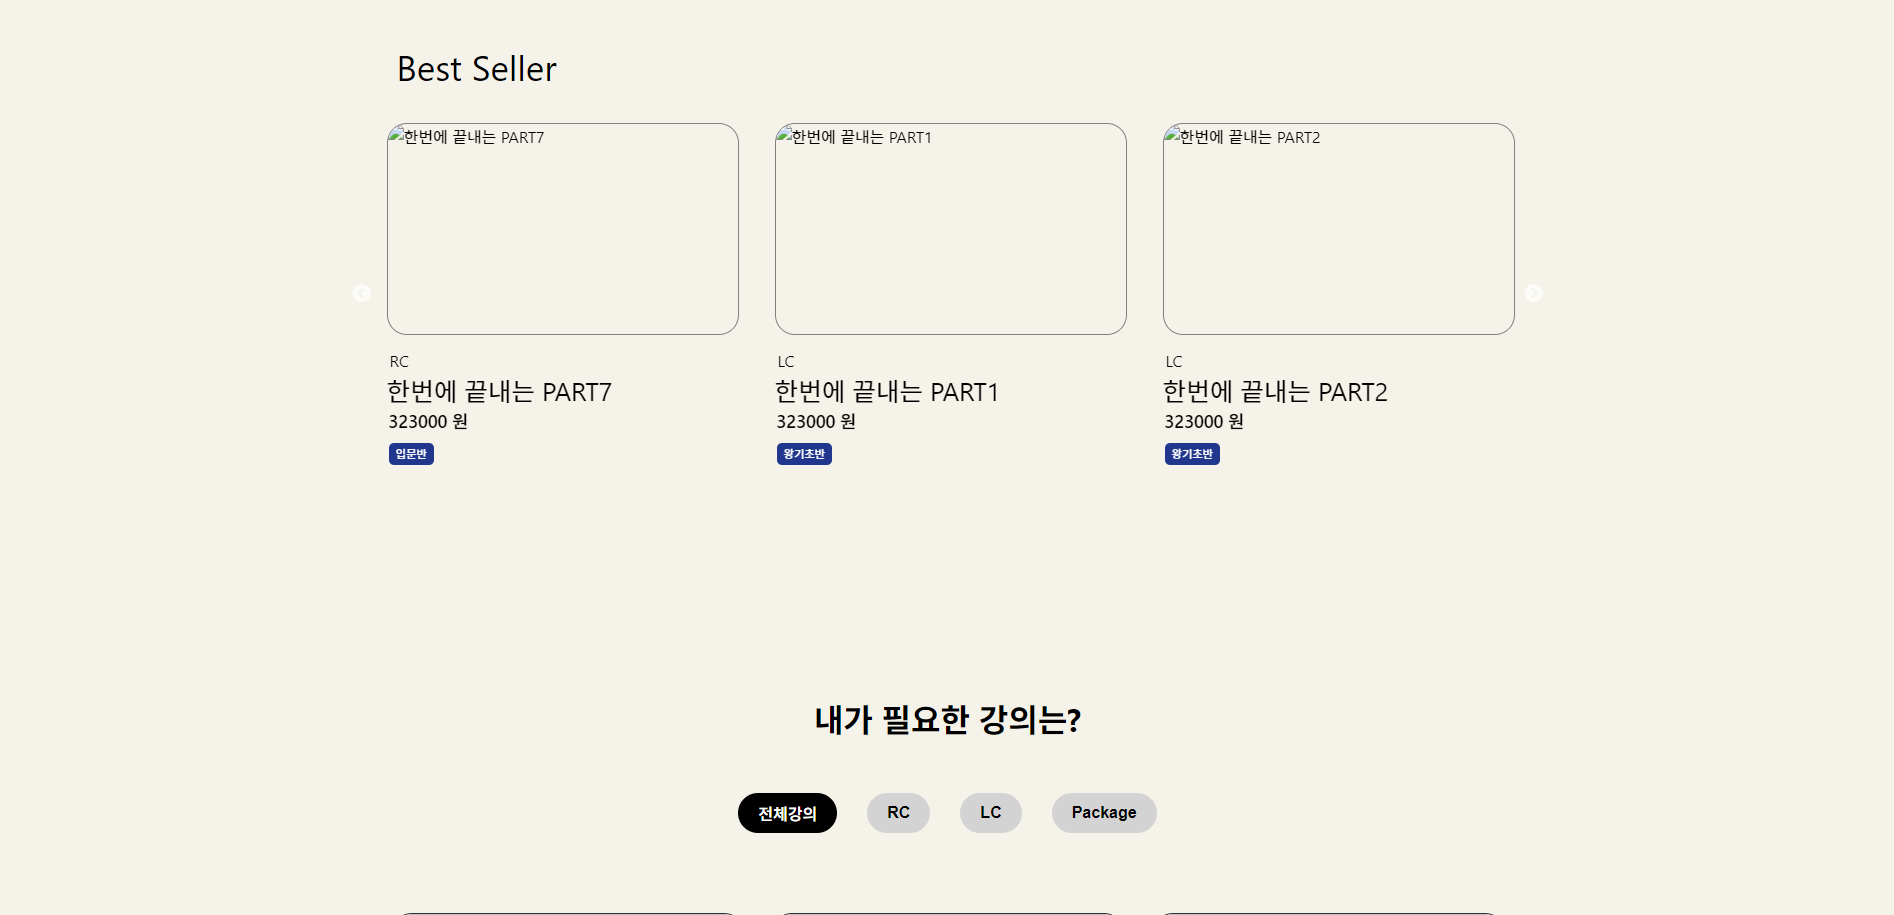 Best Seller
한번에 끝내는 PART7
한번에 끝내는 PART1
한번에 끝내는 PART2
RC
한번에 끝내는 PART7
323000 원
입문반
LC
한번에 끝내는 PART1
323000 원
왕기초반
LC
한번에 끝내는 PART2
323000 원
왕기초반
내가 필요한 강의는?
전체강의
RC
LC
Package